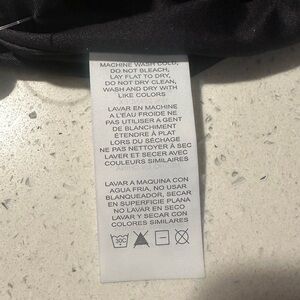 MACHINE WASH COLD,
DO NOT BLEACH,
LAY FLAT TO DRY,
DO NOT DRY CLEAN,
WASH AND DRY WITH
LIKE COLORS
LAVER EN MACHINE
A L'EAU FROIDE NE
PAS UTILISER A GENT
DE BLANCHIMENT
ÉTENDRE À PLAT
LORS DU SÉCHAGE
NE PAS NETTOYER À SEC
LAVER ET SECER AVEC
COULEURS SIMILAIRES
LAVAR A MAQUINA CON
AGUA FRIA, NO USAR
BLANQUEADOR, SECAR
EN SUPERFICIE PLANA
NO LAVAR EN SECO
LAVAR Y SECAR CON
COLORES SIMILARES
30C